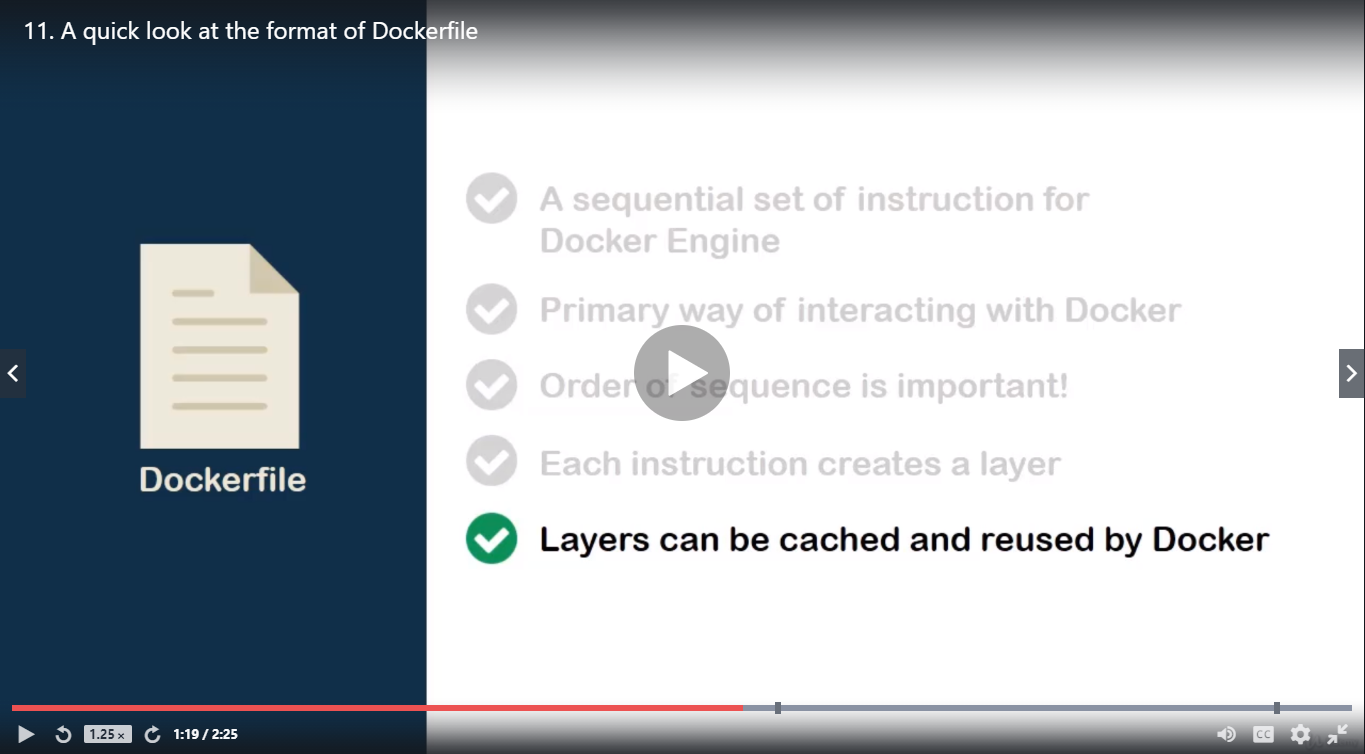 11. A quick look at the format of Dockerfile
A sequential set of instruction for
Docker Engine
Primary way of interacting with Docker
Order of sequence is important!
Each instruction creates a layer
Layers can be cached and reused by Docker
Dockerfile
1.25 x
1:19 / 2:25
CC